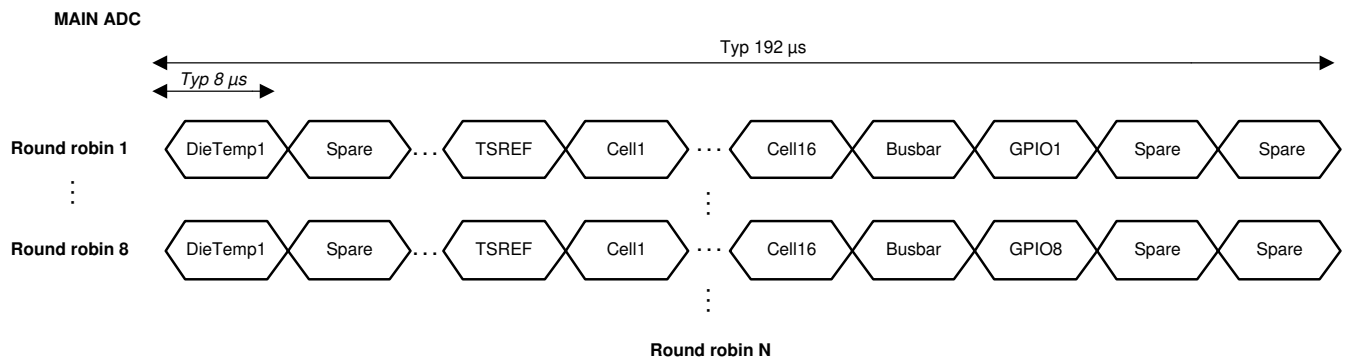 MAIN ADC
Typ 192 µs
Typ 8 µs
Round robin 1 DieTemp1 Spare ... TSREF Cell1 ... Cell16 Busbar GPIO1 Spare Spare
Round robin 8 DieTemp1 Spare ... TSREF Cell1 ... Cell16 Busbar GPIO8 Spare Spare
Round robin N